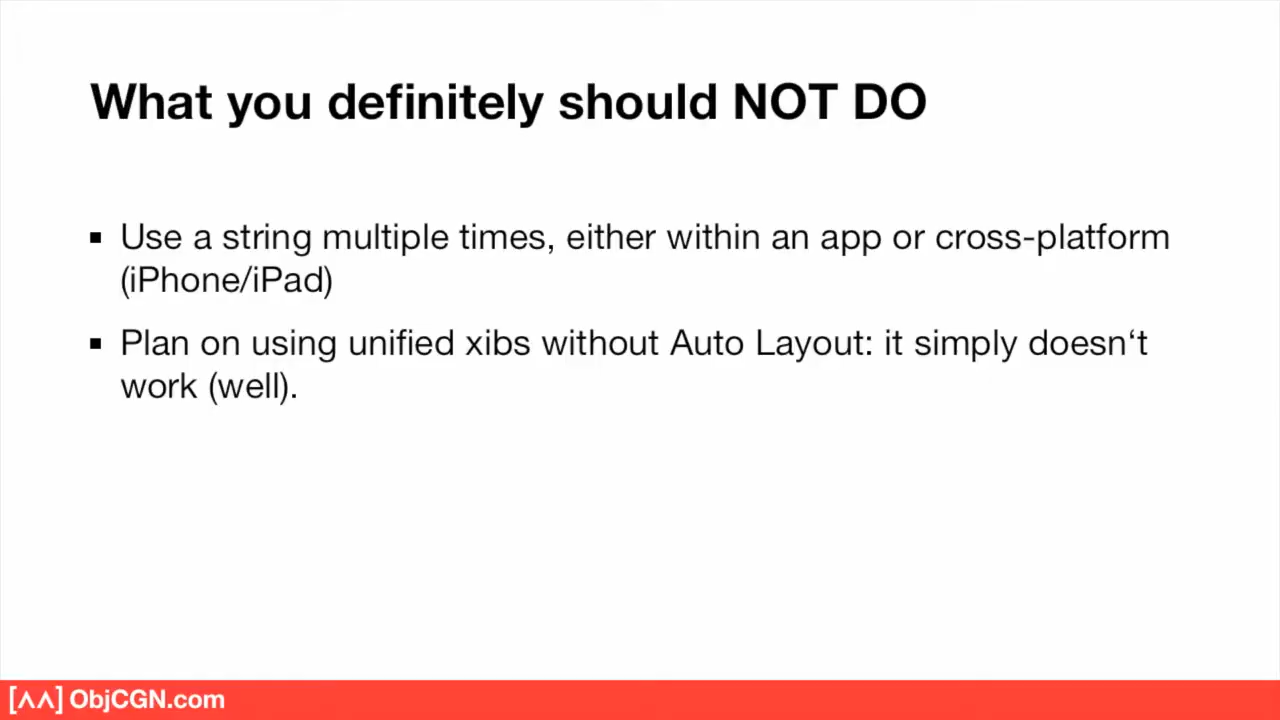 What you definitely should NOT DO
▪ Use a string multiple times, either within an app or cross-platform
(iPhone/iPad)
▪ Plan on using unified xibs without Auto Layout: it simply doesn‘t
work (well).
[ʌʌ] ObjCGN.com